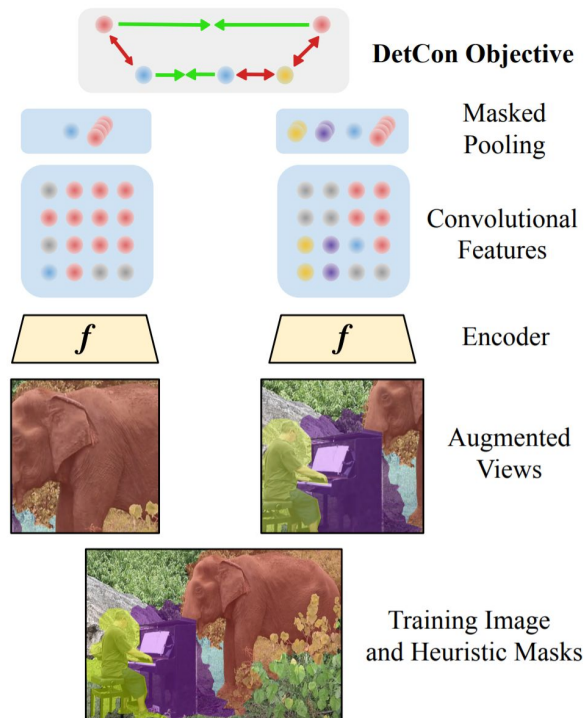 DetCon Objective
Masked
Pooling
Convolutional
Features
f f
Encoder
Augmented
Views
Training Image
and Heuristic Masks